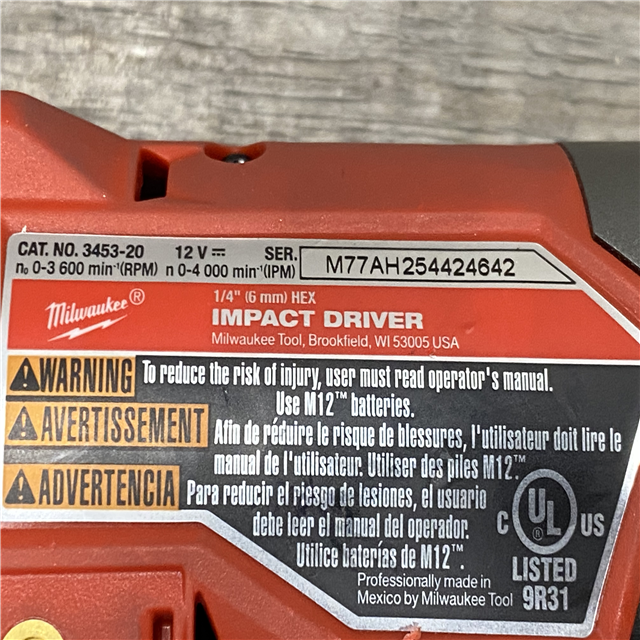 CAT. NO. 3453-20 12 V ⎓ SER. M77AH254424642
n₀ 0-3 600 min⁻¹(RPM) n 0-4 000 min⁻¹(IPM)
Milwaukee®
1/4" (6 mm) HEX
IMPACT DRIVER
Milwaukee Tool, Brookfield, WI 53005 USA
WARNING To reduce the risk of injury, user must read operator's manual.
Use M12™ batteries.
AVERTISSEMENT Afin de réduire le risque de blessures, l'utilisateur doit lire le
manual de l'utilisateur. Utiliser des piles M12™.
ADVERTENCIA Para reducir el riesgo de lesiones, el usuario
debe leer el manual del operador.
Utilice baterías de M12™.
C UL® US
LISTED
9R31
Professionally made in
Mexico by Milwaukee Tool